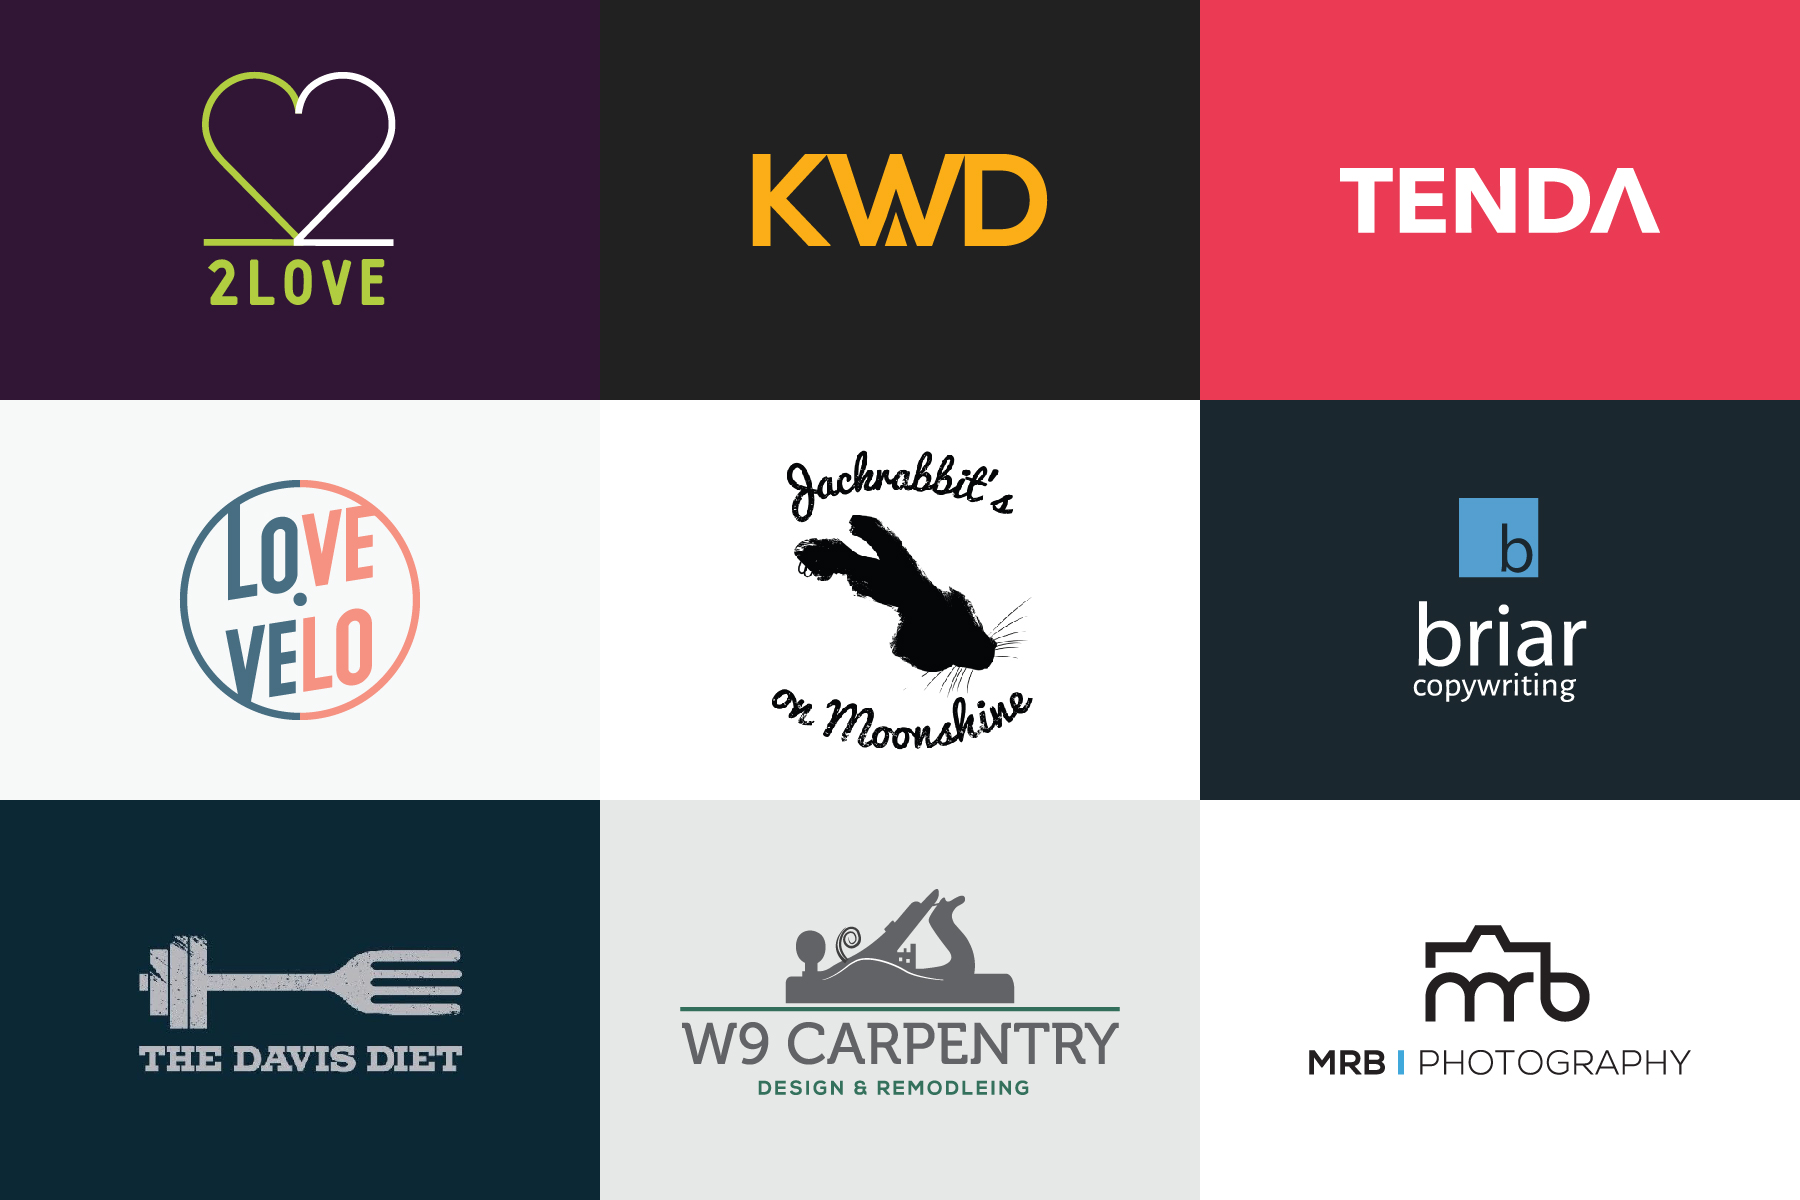 2LOVE
KWD
TENDA
LOVE
VELO
Jackrabbit's
on Moonshine
b
briar
copywriting
THE DAVIS DIET
W9 CARPENTRY
DESIGN & REMODLEING
mrb
MRB | PHOTOGRAPHY